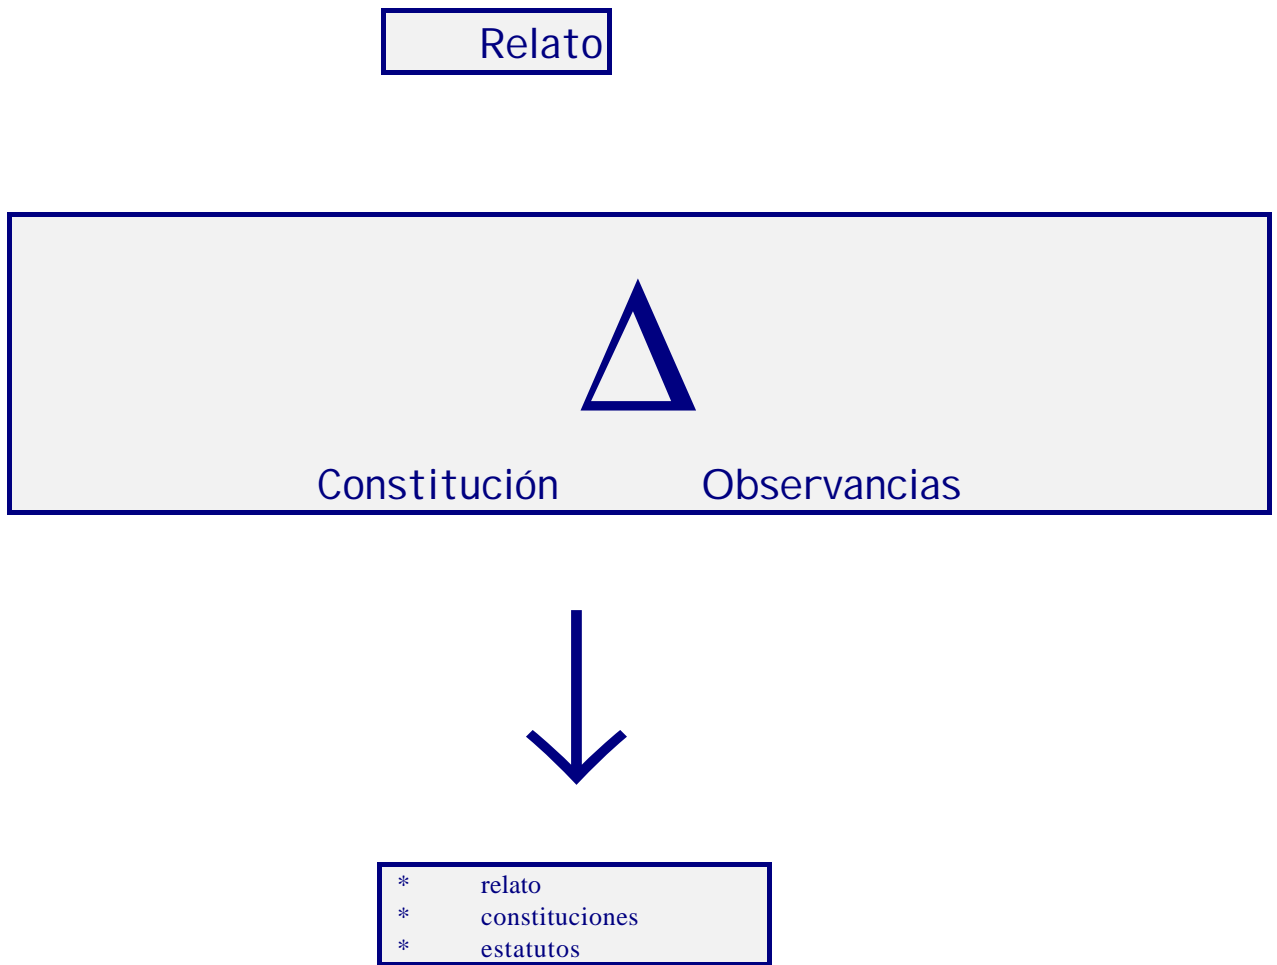 Relato
Δ
Constitución Observancias
* relato
* constituciones
* estatutos